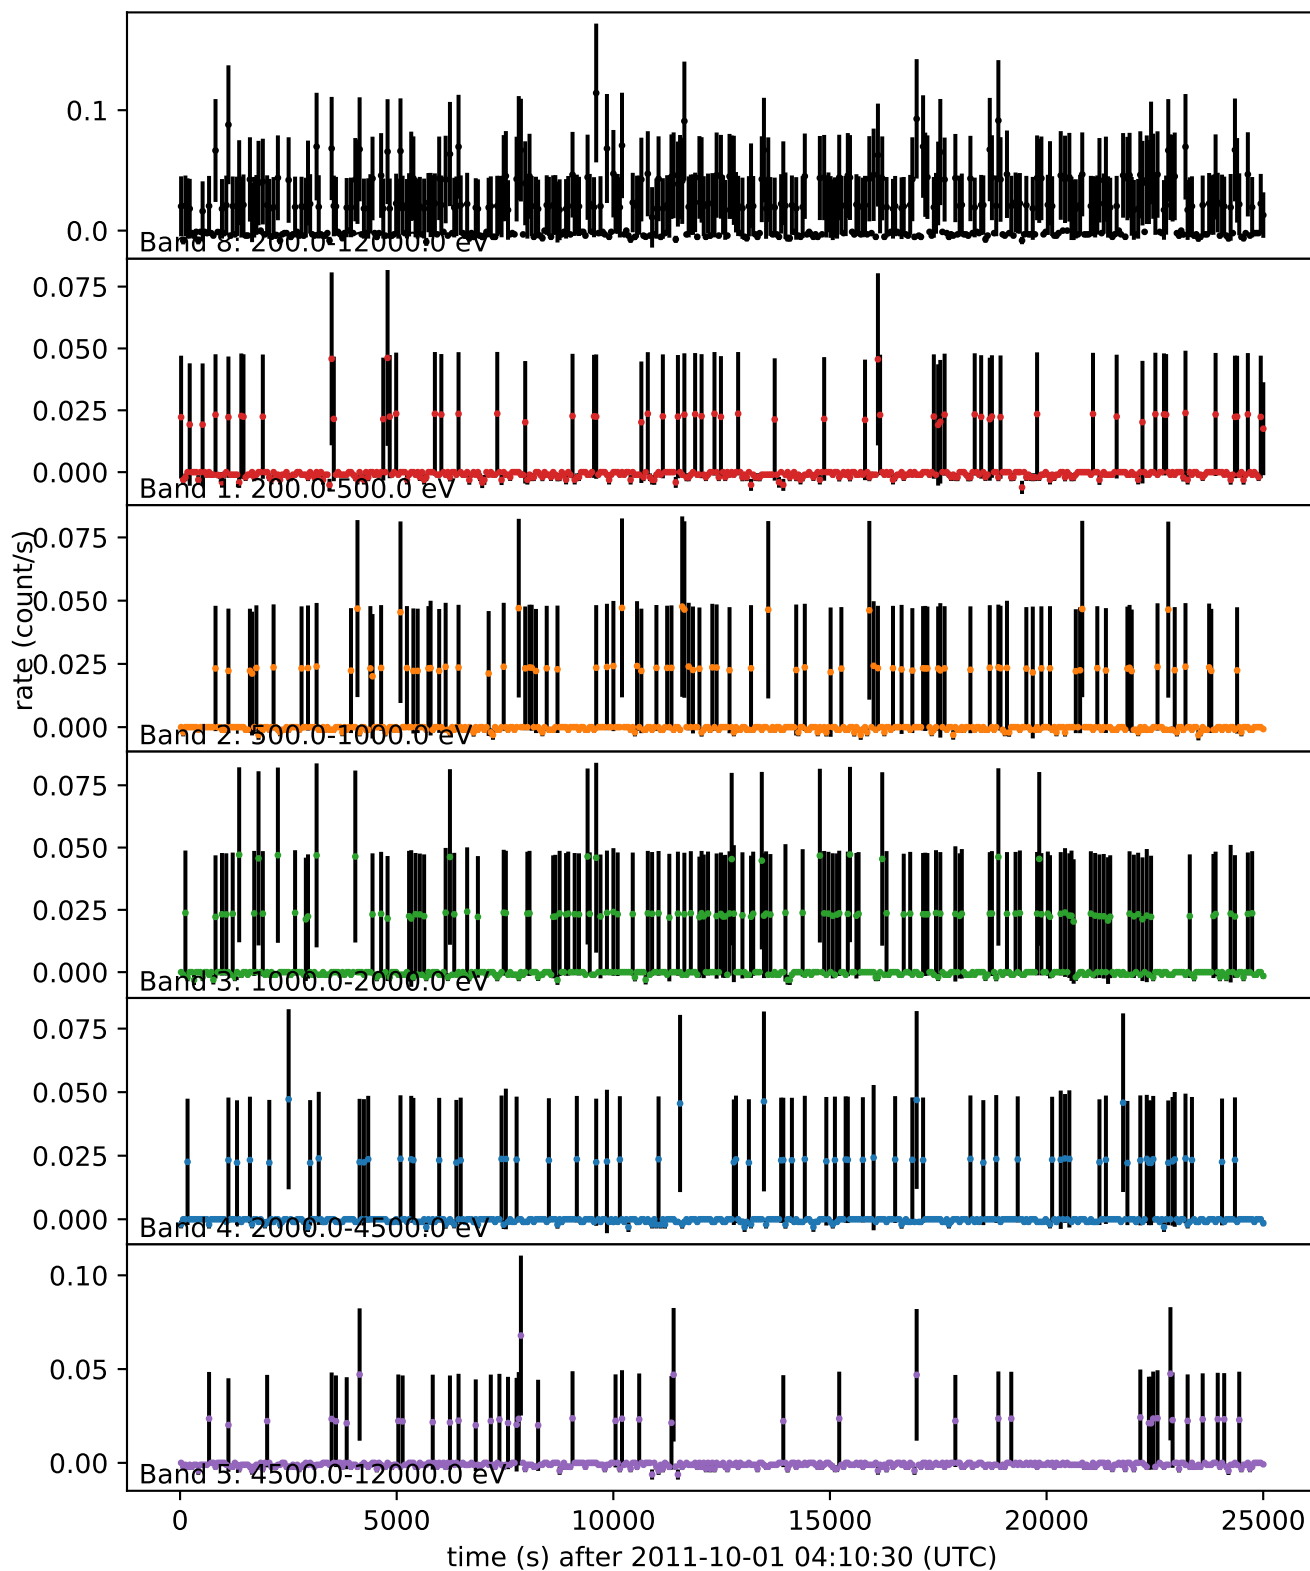 0.1
0.0
Band 8: 200.0-12000.0 eV
0.075
0.050
0.025
0.000
Band 1: 200.0-500.0 eV
rate (count/s)
0.075
0.050
0.025
0.000
Band 2: 500.0-1000.0 eV
0.075
0.050
0.025
0.000
Band 3: 1000.0-2000.0 eV
0.075
0.050
0.025
0.000
Band 4: 2000.0-4500.0 eV
0.10
0.05
0.00
Band 5: 4500.0-12000.0 eV
0 5000 10000 15000 20000 25000
time (s) after 2011-10-01 04:10:30 (UTC)